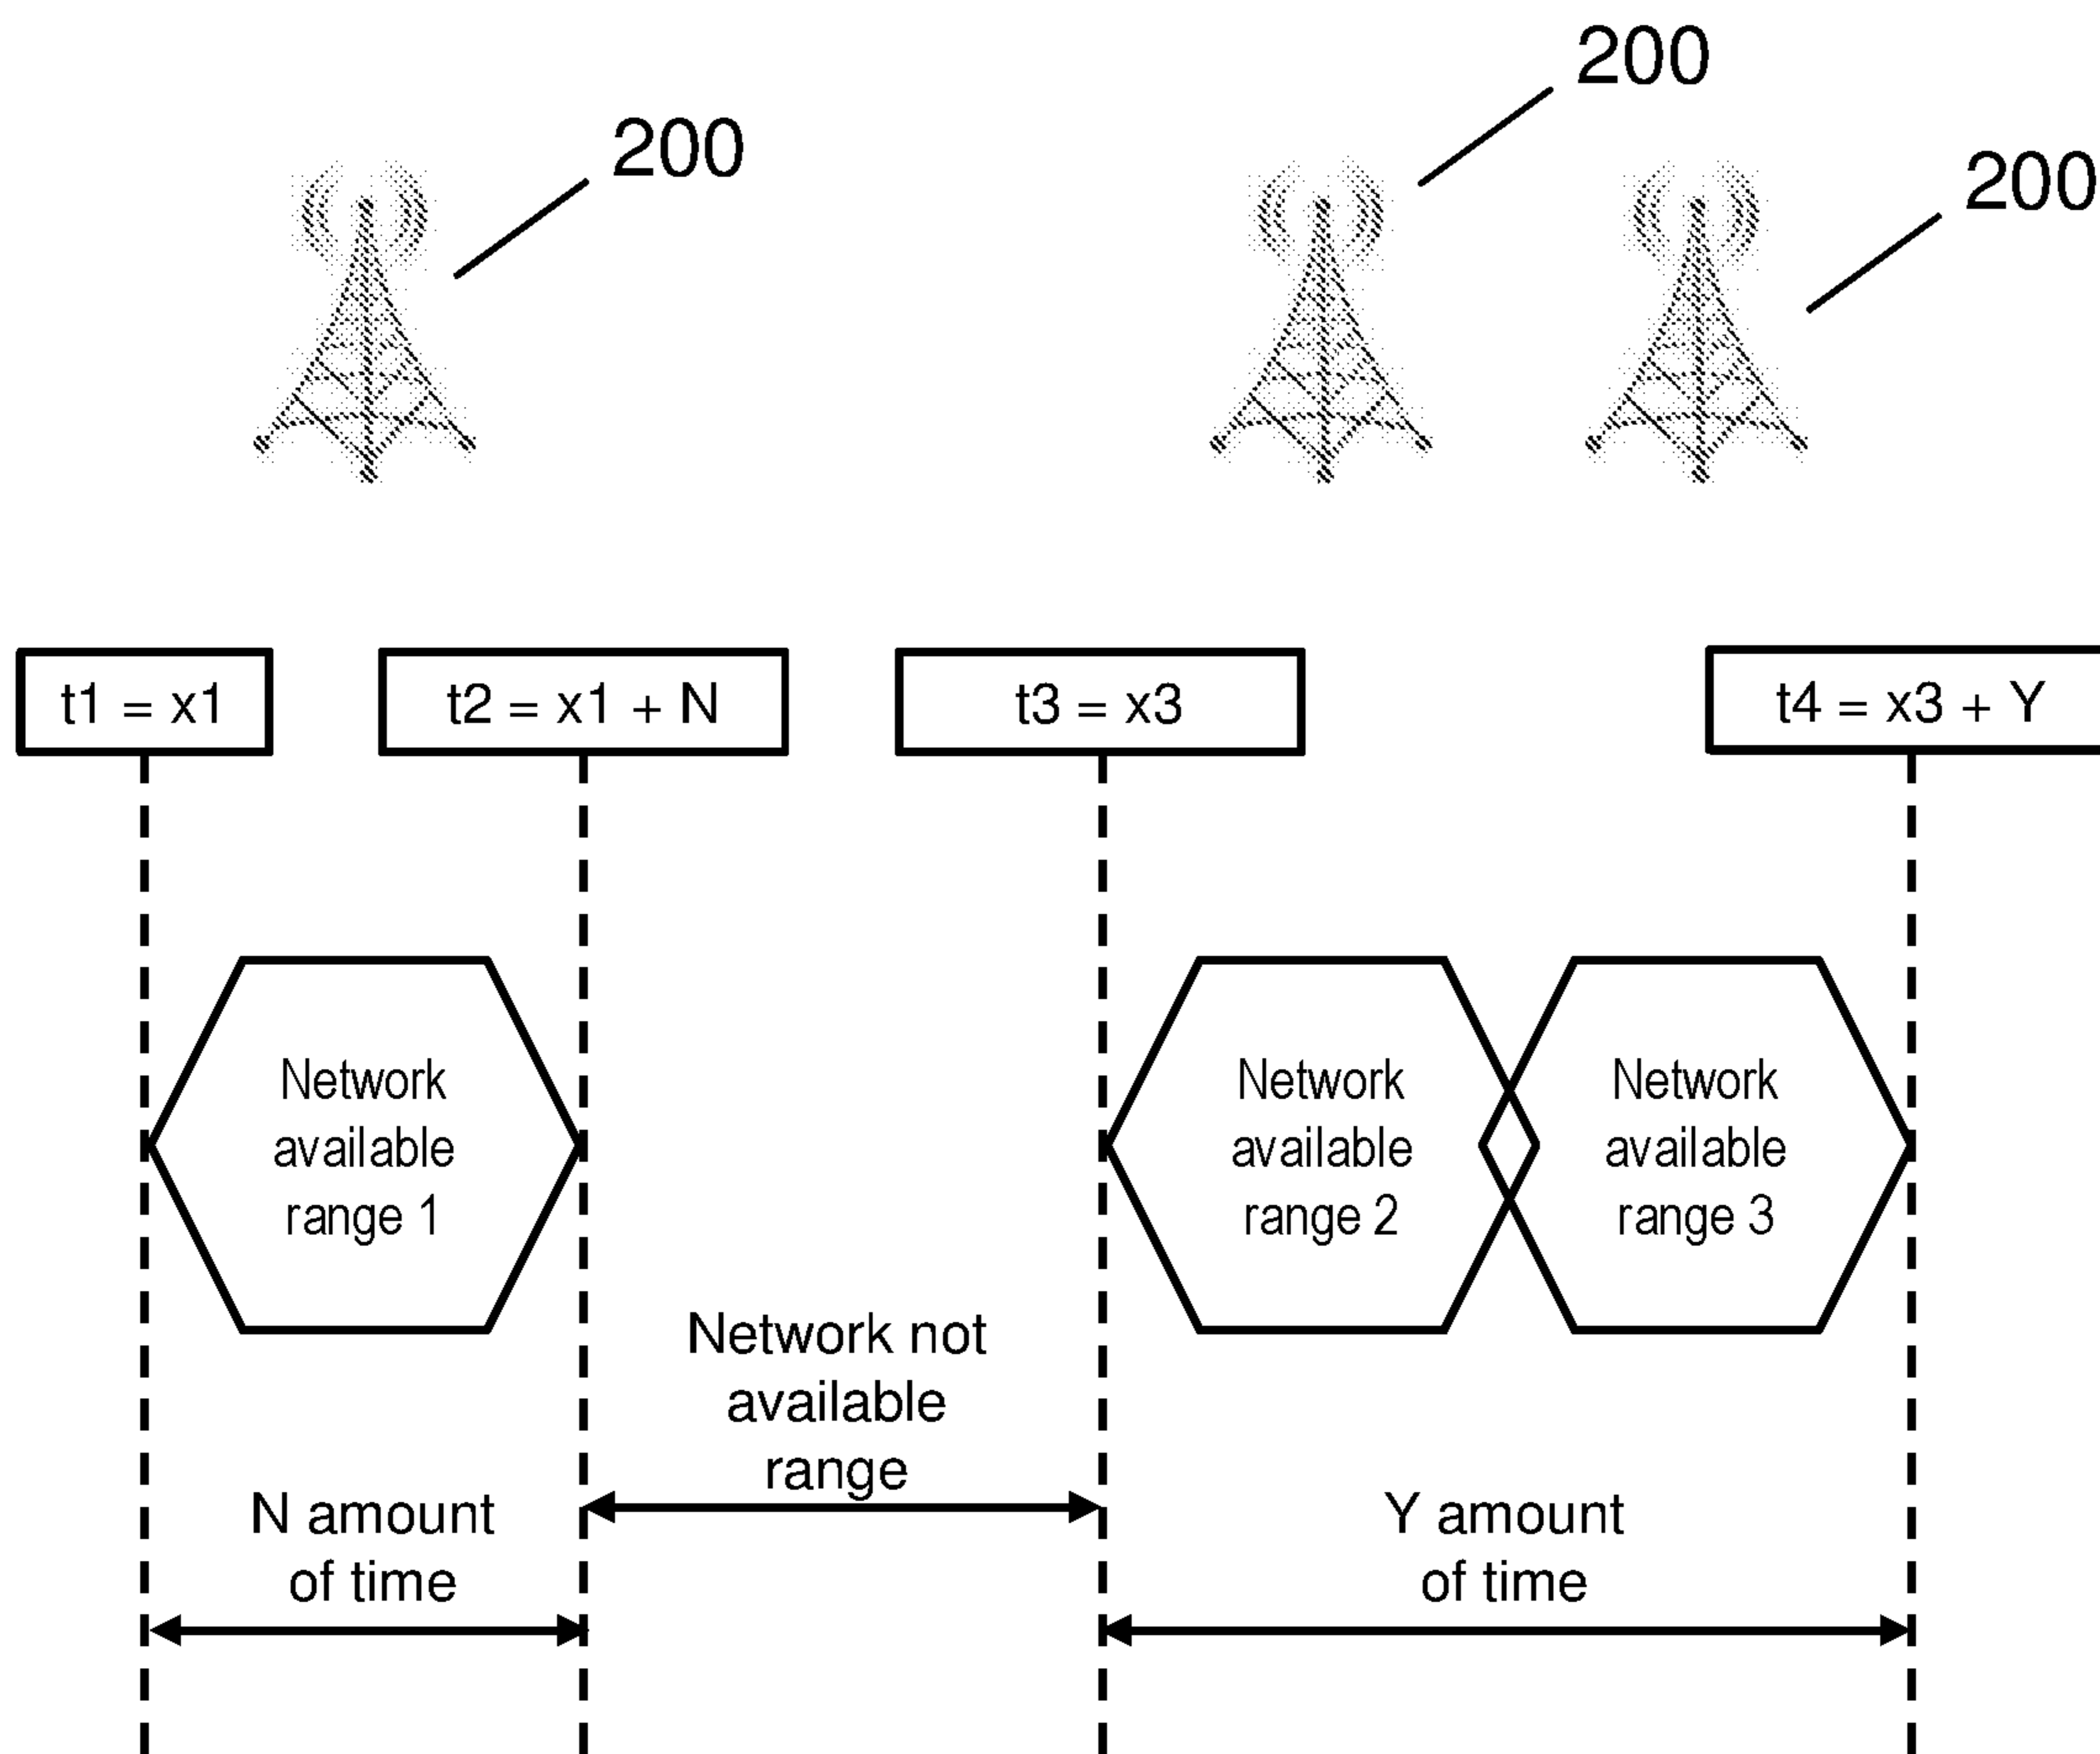 200
200
200
t1 = x1
t2 = x1 + N
t3 = x3
t4 = x3 + Y
Network
available
range 1
Network
available
range 2
Network
available
range 3
Network not
available
range
N amount
of time
Y amount
of time